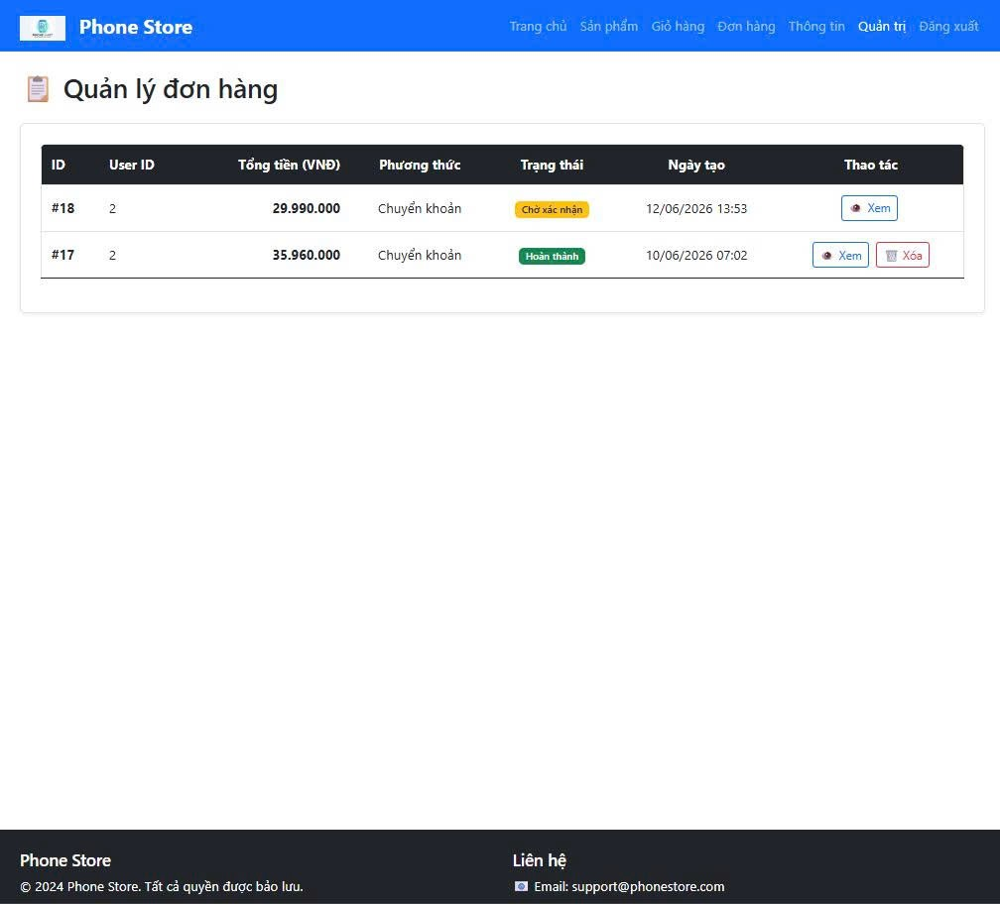 Phone Store Trang chủ Sản phẩm Giỏ hàng Đơn hàng Thông tin Quản trị Đăng xuất
Quản lý đơn hàng
ID User ID Tổng tiền (VNĐ) Phương thức Trạng thái Ngày tạo Thao tác
#18 2 29.990.000 Chuyển khoản Chờ xác nhận 12/06/2026 13:53 Xem
#17 2 35.960.000 Chuyển khoản Hoàn thành 10/06/2026 07:02 Xem Xóa
Phone Store Liên hệ
© 2024 Phone Store. Tất cả quyền được bảo lưu. Email: support@phonestore.com